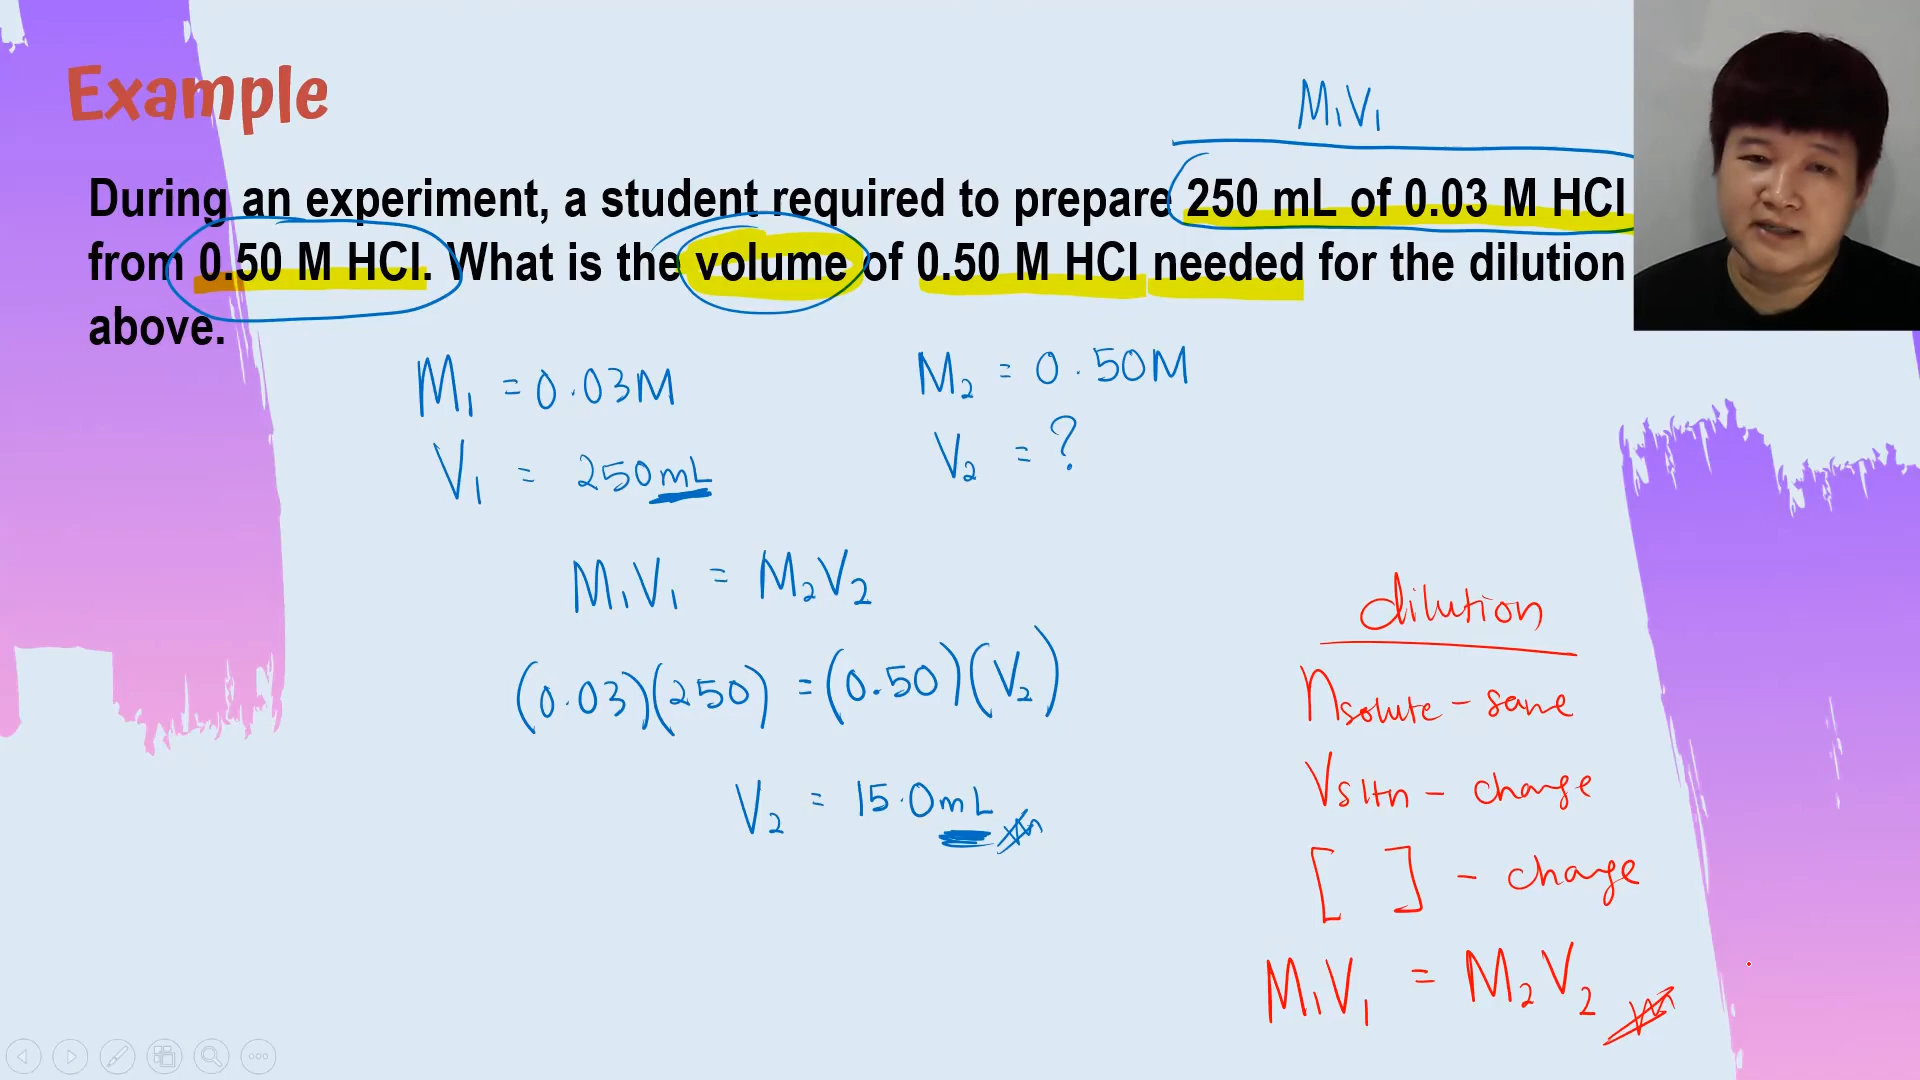 Example
M₁V₁
During an experiment, a student required to prepare 250 mL of 0.03 M HCl
from 0.50 M HCl. What is the volume of 0.50 M HCl needed for the dilution
above.
M₁ = 0.03M
M₂ = 0.50M
V₁ = 250mL
V₂ = ?
M₁V₁ = M₂V₂
(0.03)(250) = (0.50)(V₂)
V₂ = 15.0mL
dilution
nsolute - same
Vsltn - change
[ ] - change
M₁V₁ = M₂V₂